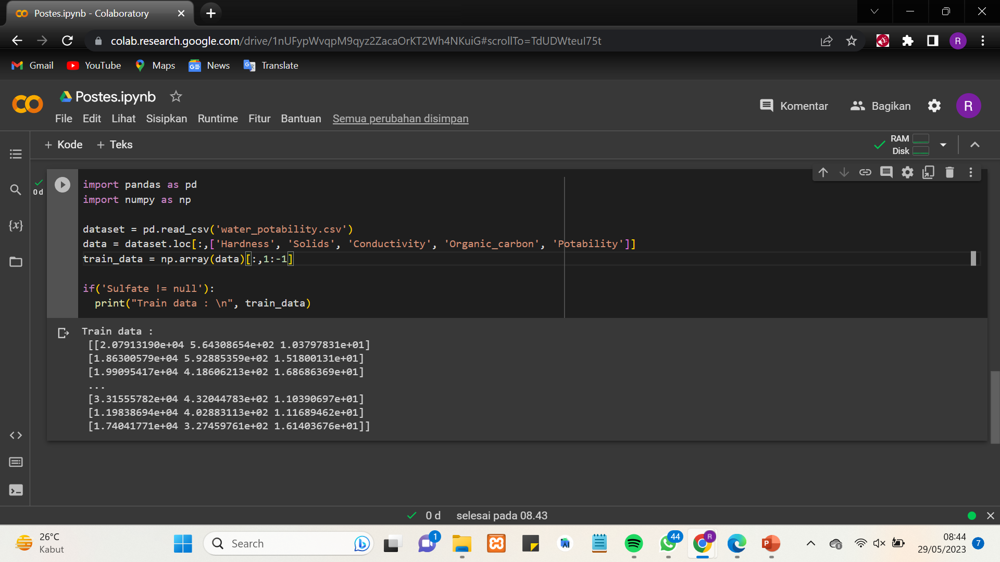 Postes.ipynb - Colaboratory
colab.research.google.com/drive/1nUFypWvqpM9qyz2ZacaOrKT2Wh4NKuiG#scrollTo=TdUDWteuI75t
R
Gmail YouTube Maps News Translate
Postes.ipynb
Komentar Bagikan R
File Edit Lihat Sisipkan Runtime Fitur Bantuan Semua perubahan disimpan
+ Kode + Teks
RAM
Disk
0 d
{x}
import pandas as pd
import numpy as np
dataset = pd.read_csv('water_potability.csv')
data = dataset.loc[:,['Hardness', 'Solids', 'Conductivity', 'Organic_carbon', 'Potability']]
train_data = np.array(data)[:,1:-1]
if('Sulfate != null'):
print("Train data : \n", train_data)
Train data :
[[2.07913190e+04 5.64308654e+02 1.03797831e+01]
[1.86300579e+04 5.92885359e+02 1.51800131e+01]
[1.99095417e+04 4.18606213e+02 1.68686369e+01]
...
[3.31555782e+04 4.32044783e+02 1.10390697e+01]
[1.19838694e+04 4.02883113e+02 1.11689462e+01]
[1.74041771e+04 3.27459761e+02 1.61403676e+01]]
0 d selesai pada 08.43
26°C
Kabut
Search
1
44
R
08:44
29/05/2023
7